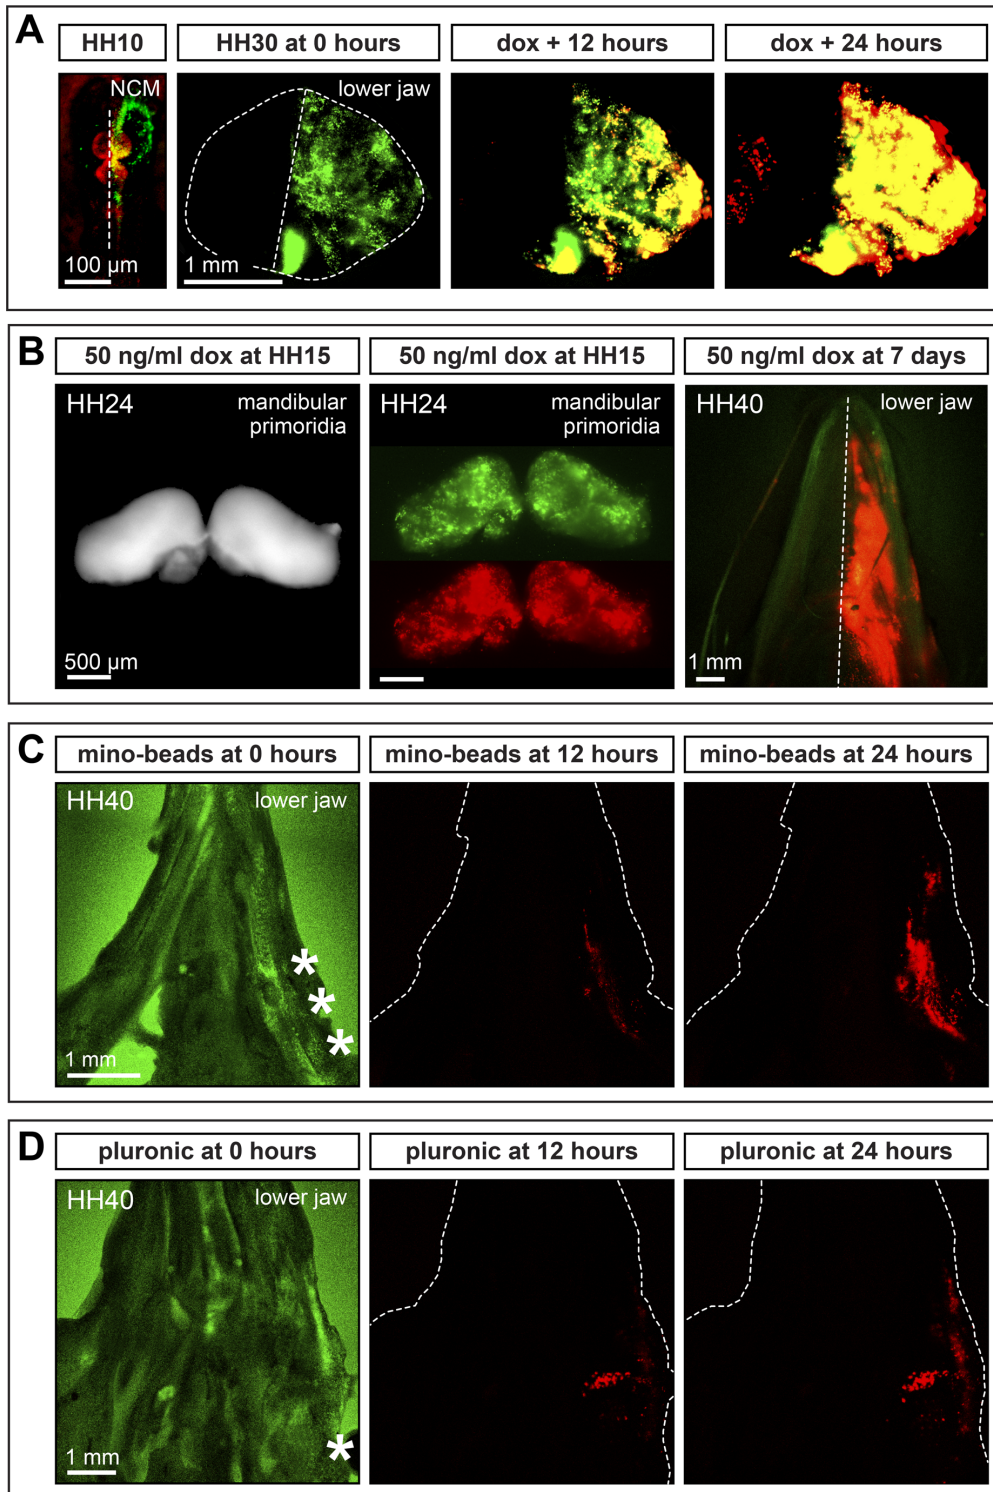 A
HH10
HH30 at 0 hours
dox + 12 hours
dox + 24 hours
NCM
lower jaw
100 µm
1 mm
B
50 ng/ml dox at HH15
50 ng/ml dox at HH15
50 ng/ml dox at 7 days
HH24
mandibular
primoridia
HH24
mandibular
primoridia
HH40
lower jaw
500 µm
1 mm
C
mino-beads at 0 hours
mino-beads at 12 hours
mino-beads at 24 hours
HH40
lower jaw
* * *
1 mm
D
pluronic at 0 hours
pluronic at 12 hours
pluronic at 24 hours
HH40
lower jaw
*
1 mm